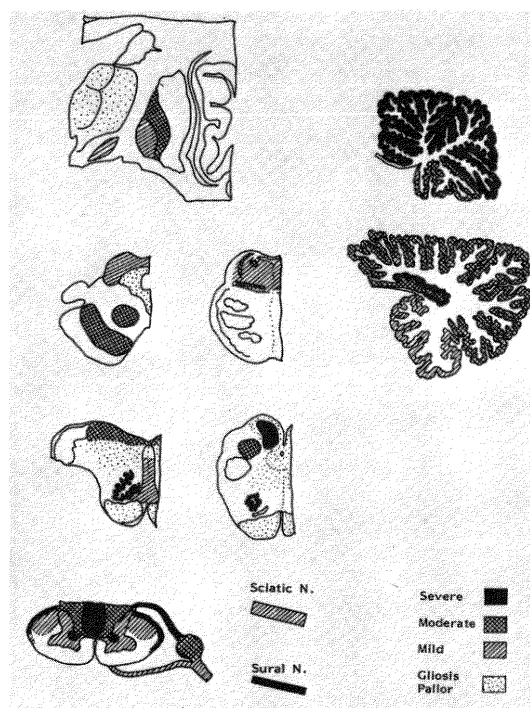 Sciatic N.
Sural N.
Severe
Moderate
Mild
Gliosis
Pallor